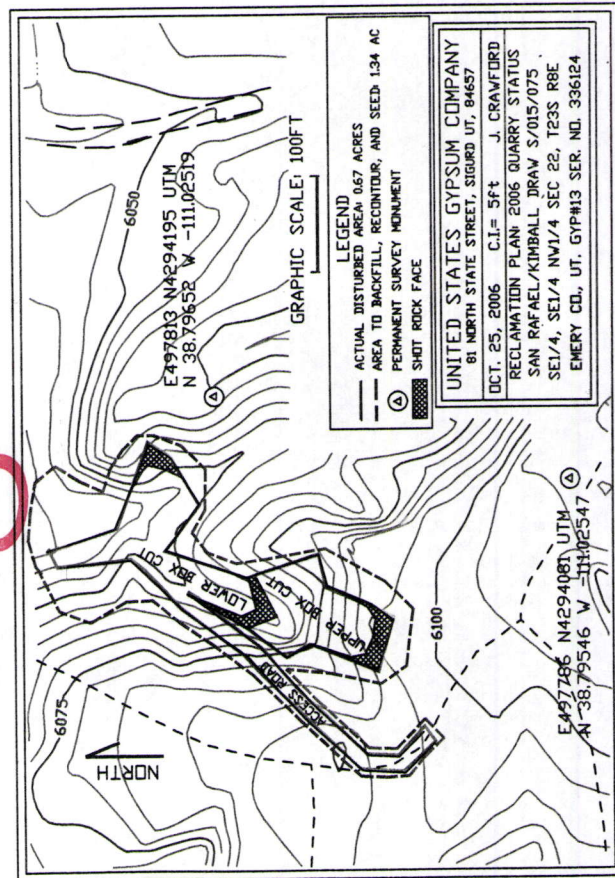 6075
NORTH
ACCESS ROAD
LOWER BOX CUT
UPPER BOX CUT
6100
6050
E497813 N4294195 UTM
N 38.79652 W -111.02519
GRAPHIC SCALE: 100FT
LEGEND
ACTUAL DISTURBED AREA: 0.67 ACRES
AREA TO BACKFILL, RECONTOUR, AND SEED: 1.34 AC
PERMANENT SURVEY MONUMENT
SHOT ROCK FACE
E497786 N4294081 UTM
N 38.79546 W -111.02547
UNITED STATES GYPSUM COMPANY
81 NORTH STATE STREET, SIGURD UT, 84657
OCT. 25, 2006 C.I.= 5ft J. CRAWFORD
RECLAMATION PLAN: 2006 QUARRY STATUS
SAN RAFAEL/KIMBALL DRAW S/015/075
SE1/4, SE1/4 NW1/4 SEC 22, T23S R8E
EMERY CO., UT. GYP#13 SER. NO. 336124